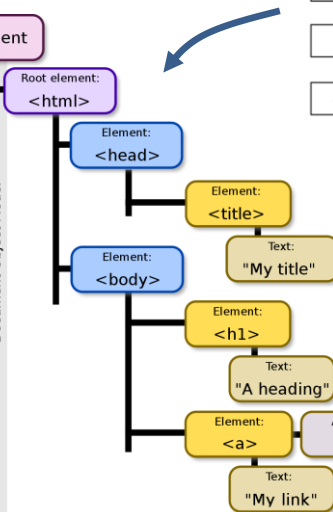 ent
Root element:
<html>
Element:
<head>
Element:
<title>
Text:
"My title"
Element:
<body>
Element:
<h1>
Text:
"A heading"
Element:
<a>
Text:
"My link"